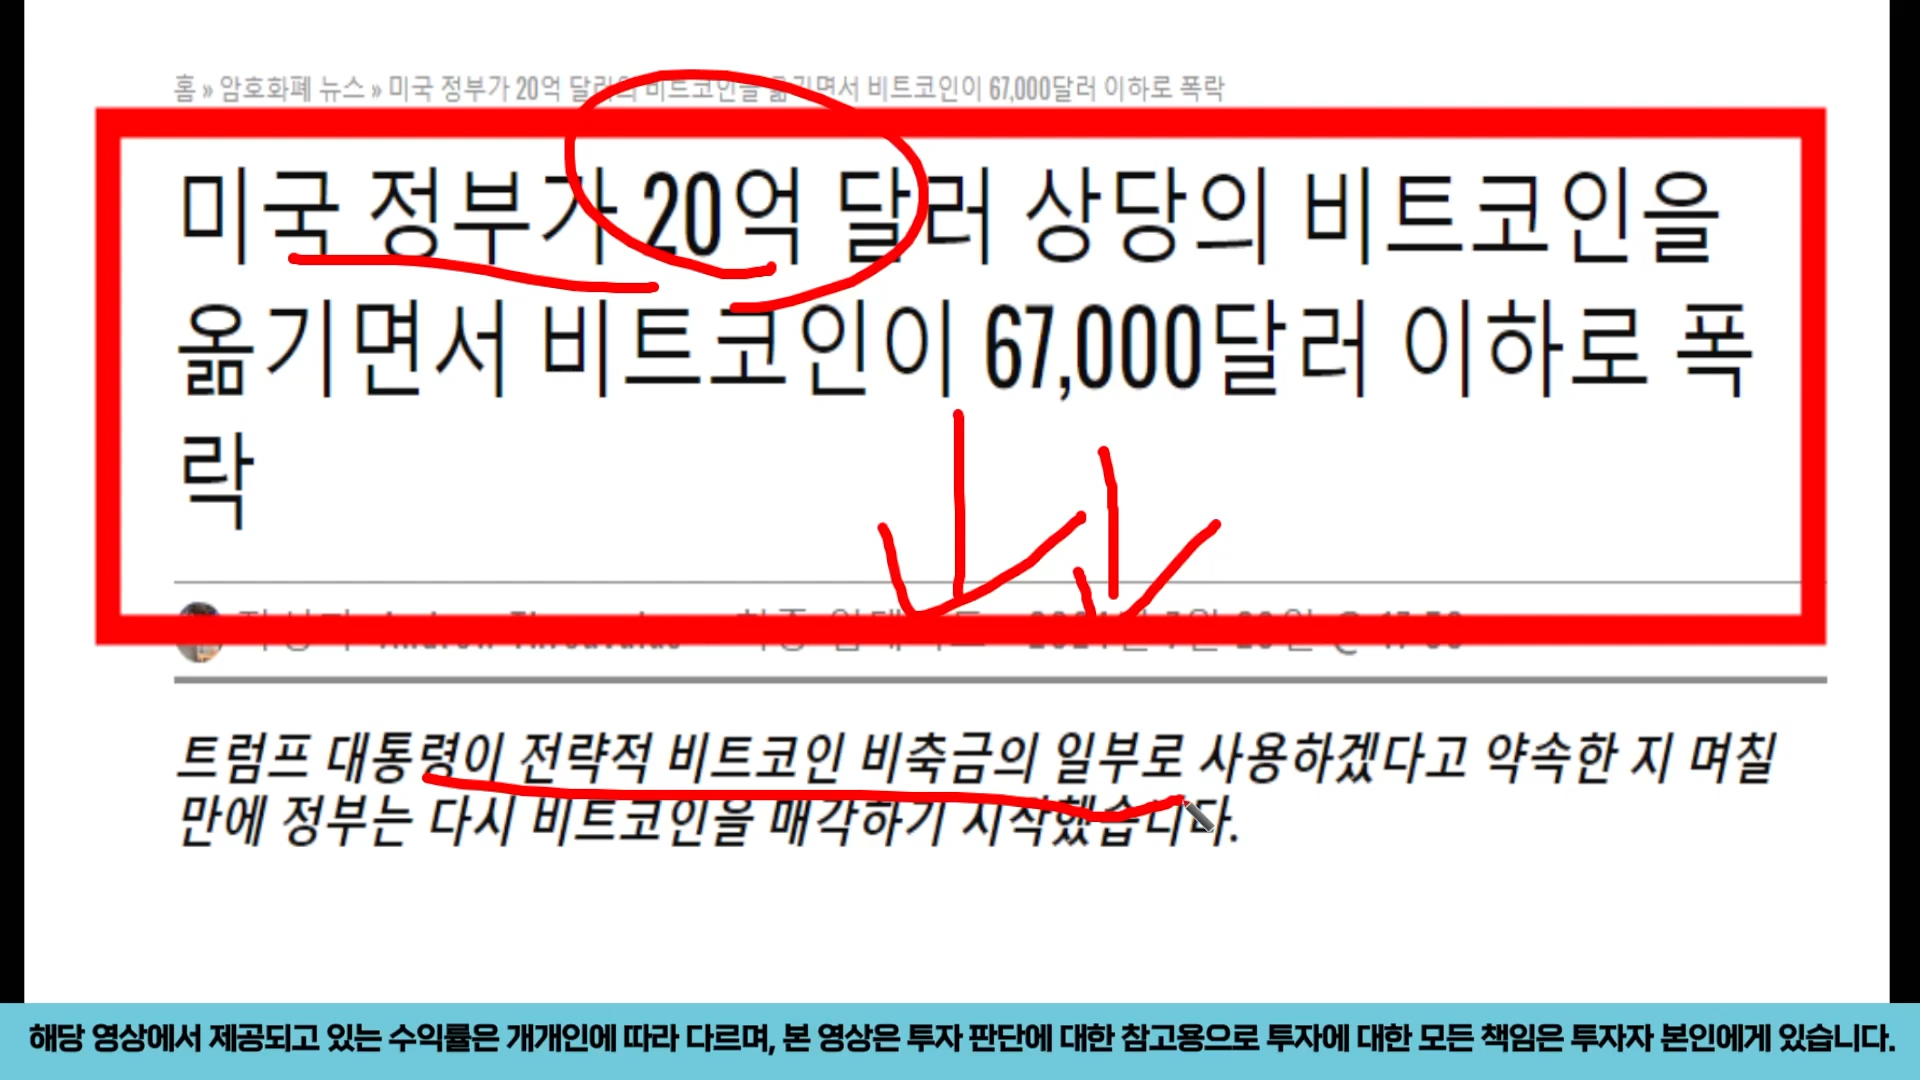 홈 » 암호화폐 뉴스 » 미국 정부가 20억 달러의 비트코인을 옮기면서 비트코인이 67,000달러 이하로 폭락
미국 정부가 20억 달러 상당의 비트코인을
옮기면서 비트코인이 67,000달러 이하로 폭
락
트럼프 대통령이 전략적 비트코인 비축금의 일부로 사용하겠다고 약속한 지 며칠
만에 정부는 다시 비트코인을 매각하기 시작했습니다.
해당 영상에서 제공되고 있는 수익률은 개개인에 따라 다르며, 본 영상은 투자 판단에 대한 참고용으로 투자에 대한 모든 책임은 투자자 본인에게 있습니다.